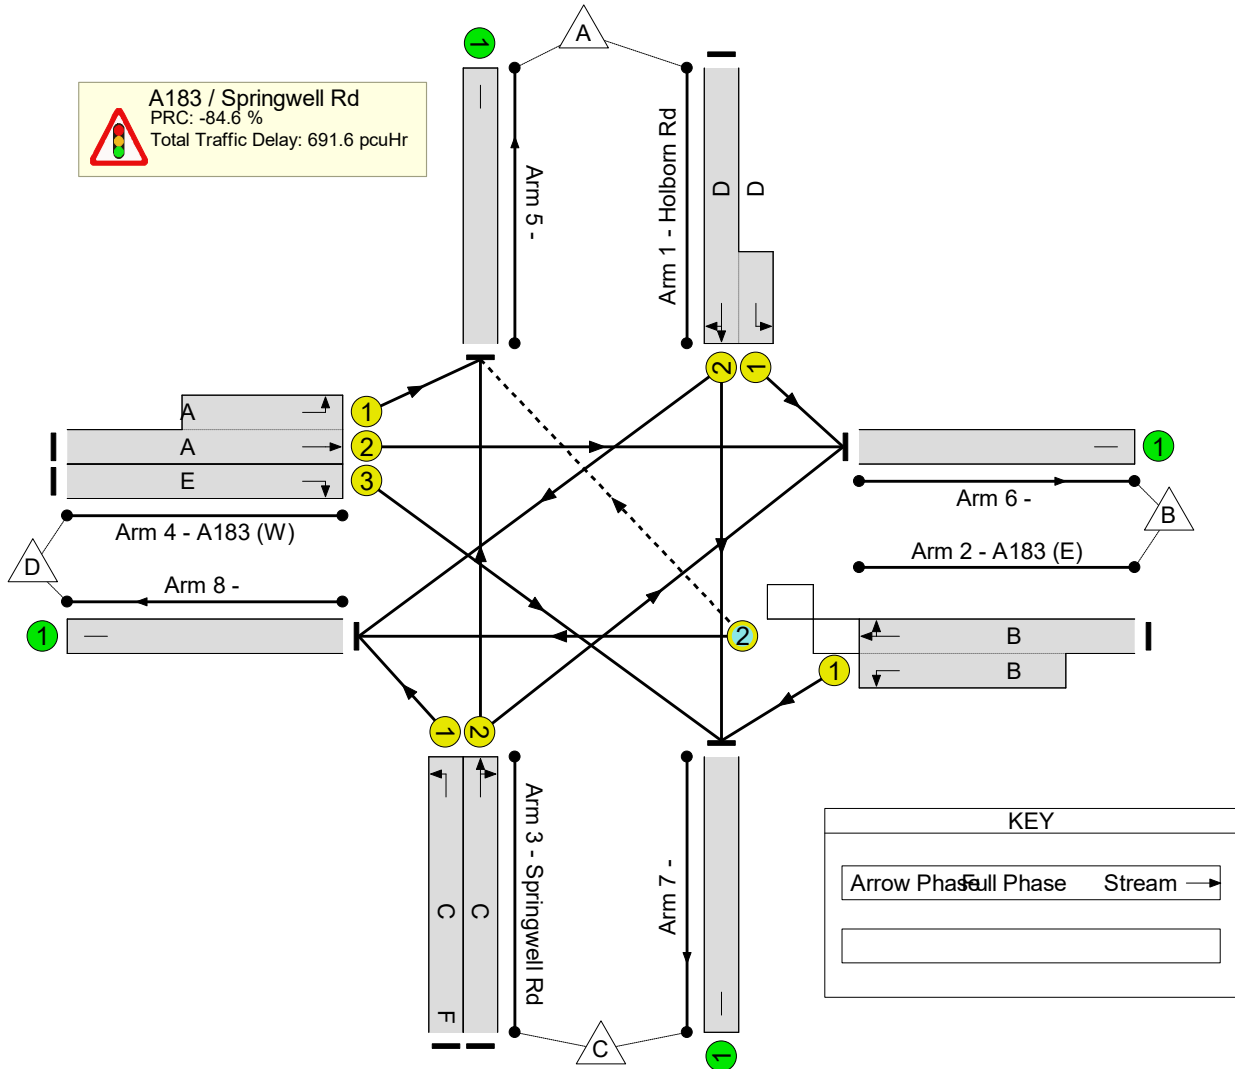 A
1
A183 / Springwell Rd
PRC: -84.6 %
Total Traffic Delay: 691.6 pcuHr
Arm 5 -
Arm 1 - Holborn Rd
D
D
2
1
A
1
A
2
E
3
Arm 4 - A183 (W)
D
Arm 8 -
1
1
Arm 6 -
B
Arm 2 - A183 (E)
2
B
1
B
1
2
C
C
F
Arm 3 - Springwell Rd
Arm 7 -
C
1
KEY
Arrow Phase
Full Phase
Stream